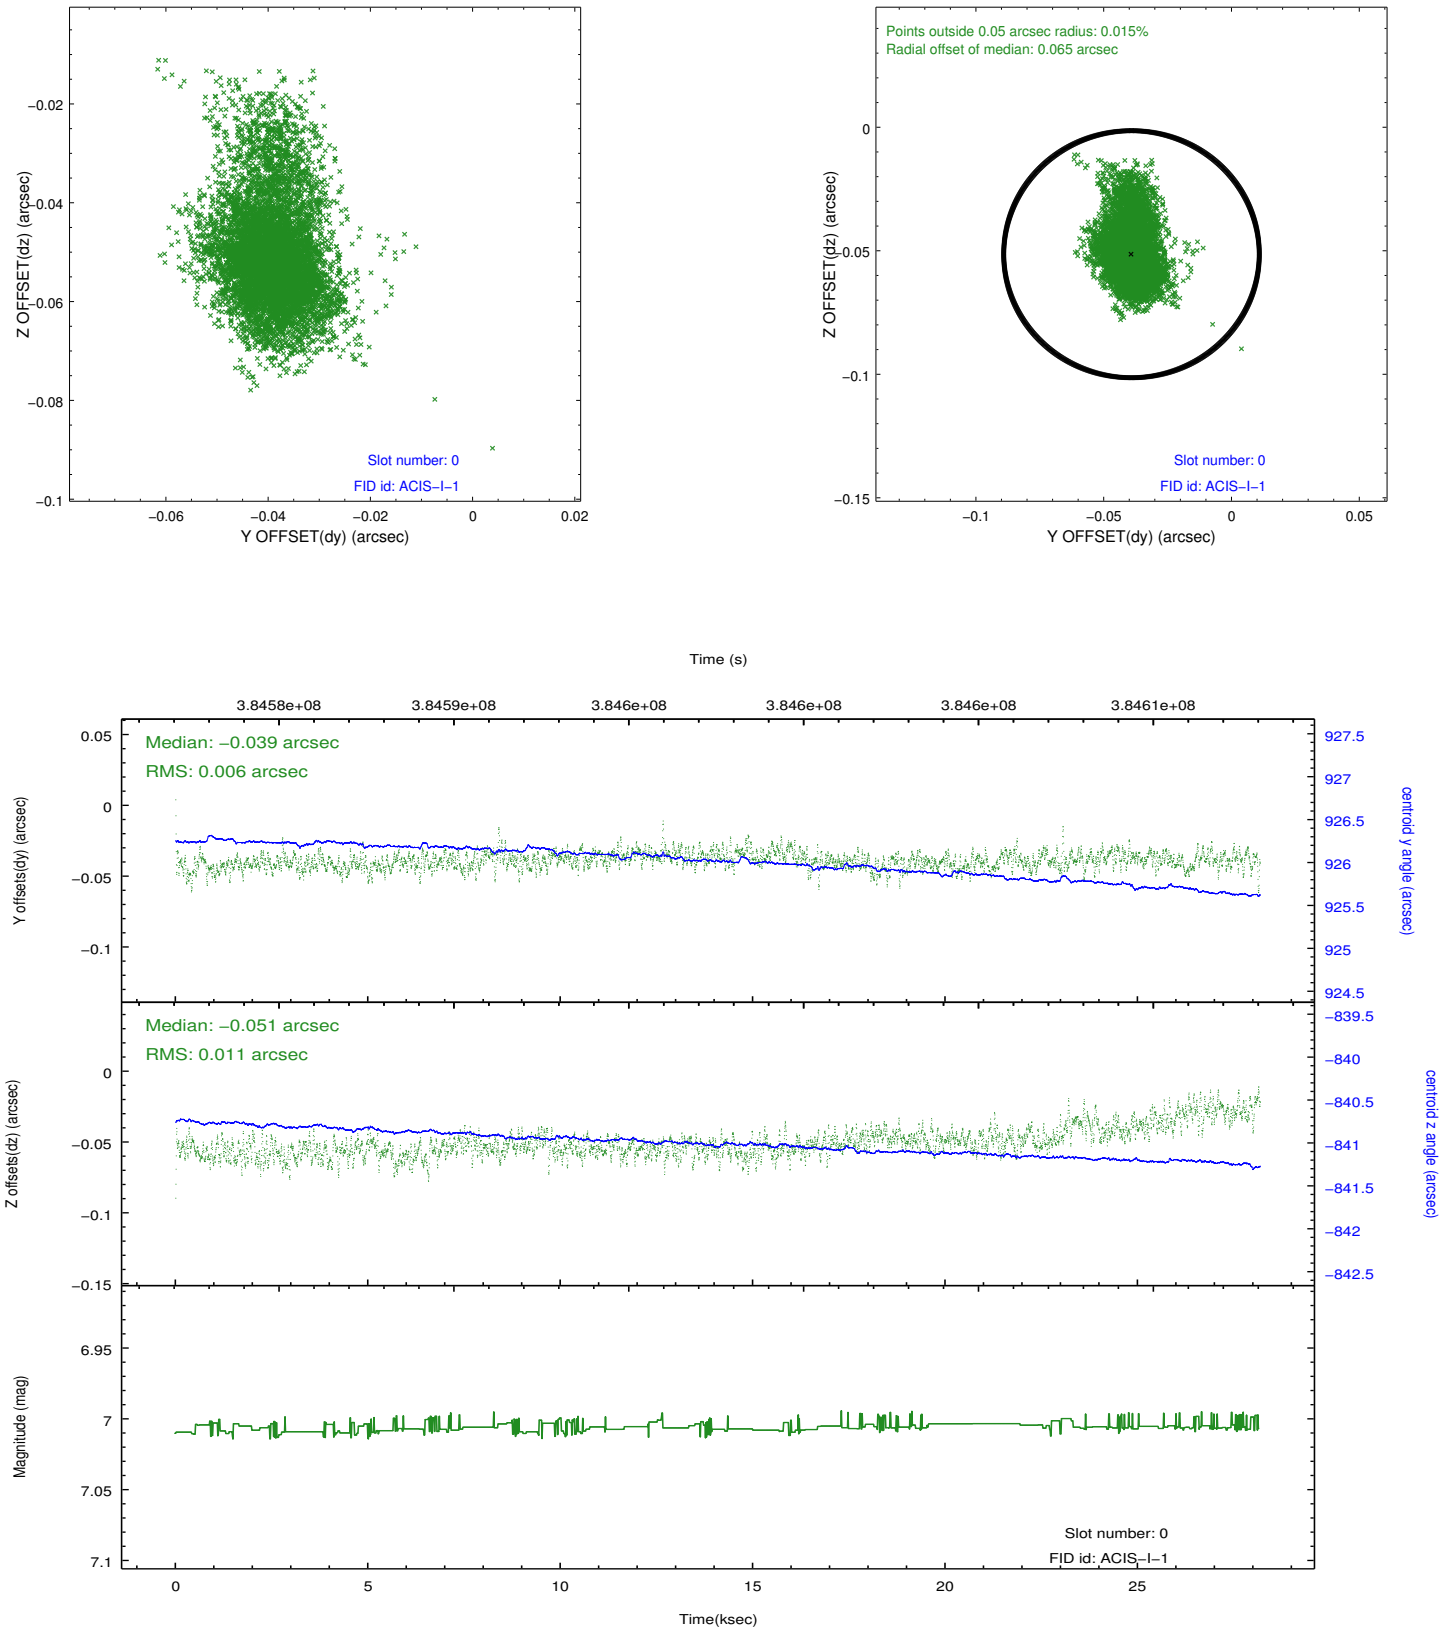 −0.02
−0.04
−0.06
−0.08
−0.1
Z OFFSET(dz) (arcsec)
Slot number: 0
FID id: ACIS−I−1
−0.06
−0.04
−0.02
0
0.02
Y OFFSET(dy) (arcsec)
Points outside 0.05 arcsec radius: 0.015%
Radial offset of median: 0.065 arcsec
0
−0.05
−0.1
−0.15
Z OFFSET(dz) (arcsec)
Slot number: 0
FID id: ACIS−I−1
−0.1
−0.05
0
0.05
Y OFFSET(dy) (arcsec)
Time (s)
3.8458e+08
3.8459e+08
3.846e+08
3.846e+08
3.846e+08
3.8461e+08
Median: −0.039 arcsec
RMS: 0.006 arcsec
0.05
0
−0.05
−0.1
Y offsets(dy) (arcsec)
927.5
927
926.5
926
925.5
925
924.5
centroid y angle (arcsec)
Median: −0.051 arcsec
RMS: 0.011 arcsec
0
−0.05
−0.1
−0.15
Z offsets(dz) (arcsec)
−839.5
−840
−840.5
−841
−841.5
−842
−842.5
centroid z angle (arcsec)
6.95
7
7.05
7.1
Magnitude (mag)
Slot number: 0
FID id: ACIS−I−1
0
5
10
15
20
25
Time(ksec)